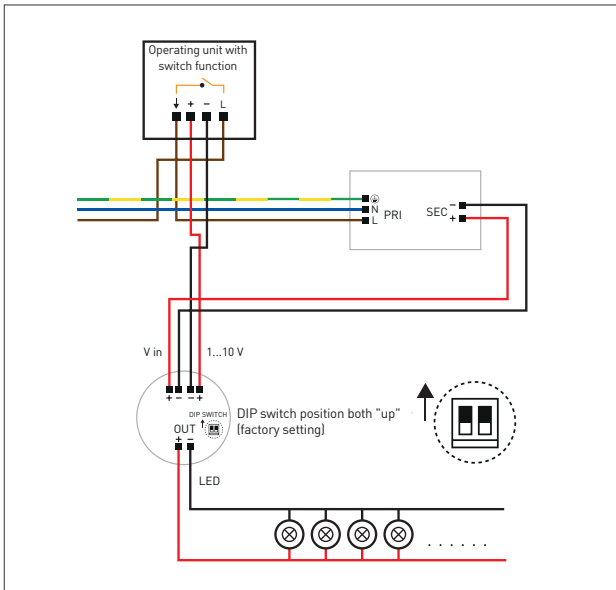 Operating unit with
switch function
+ − L
PRI
N
L
SEC
−
+
V in
1...10 V
+ − − +
DIP SWITCH
OUT
+ −
LED
DIP switch position both "up"
(factory setting)
. . . . . .